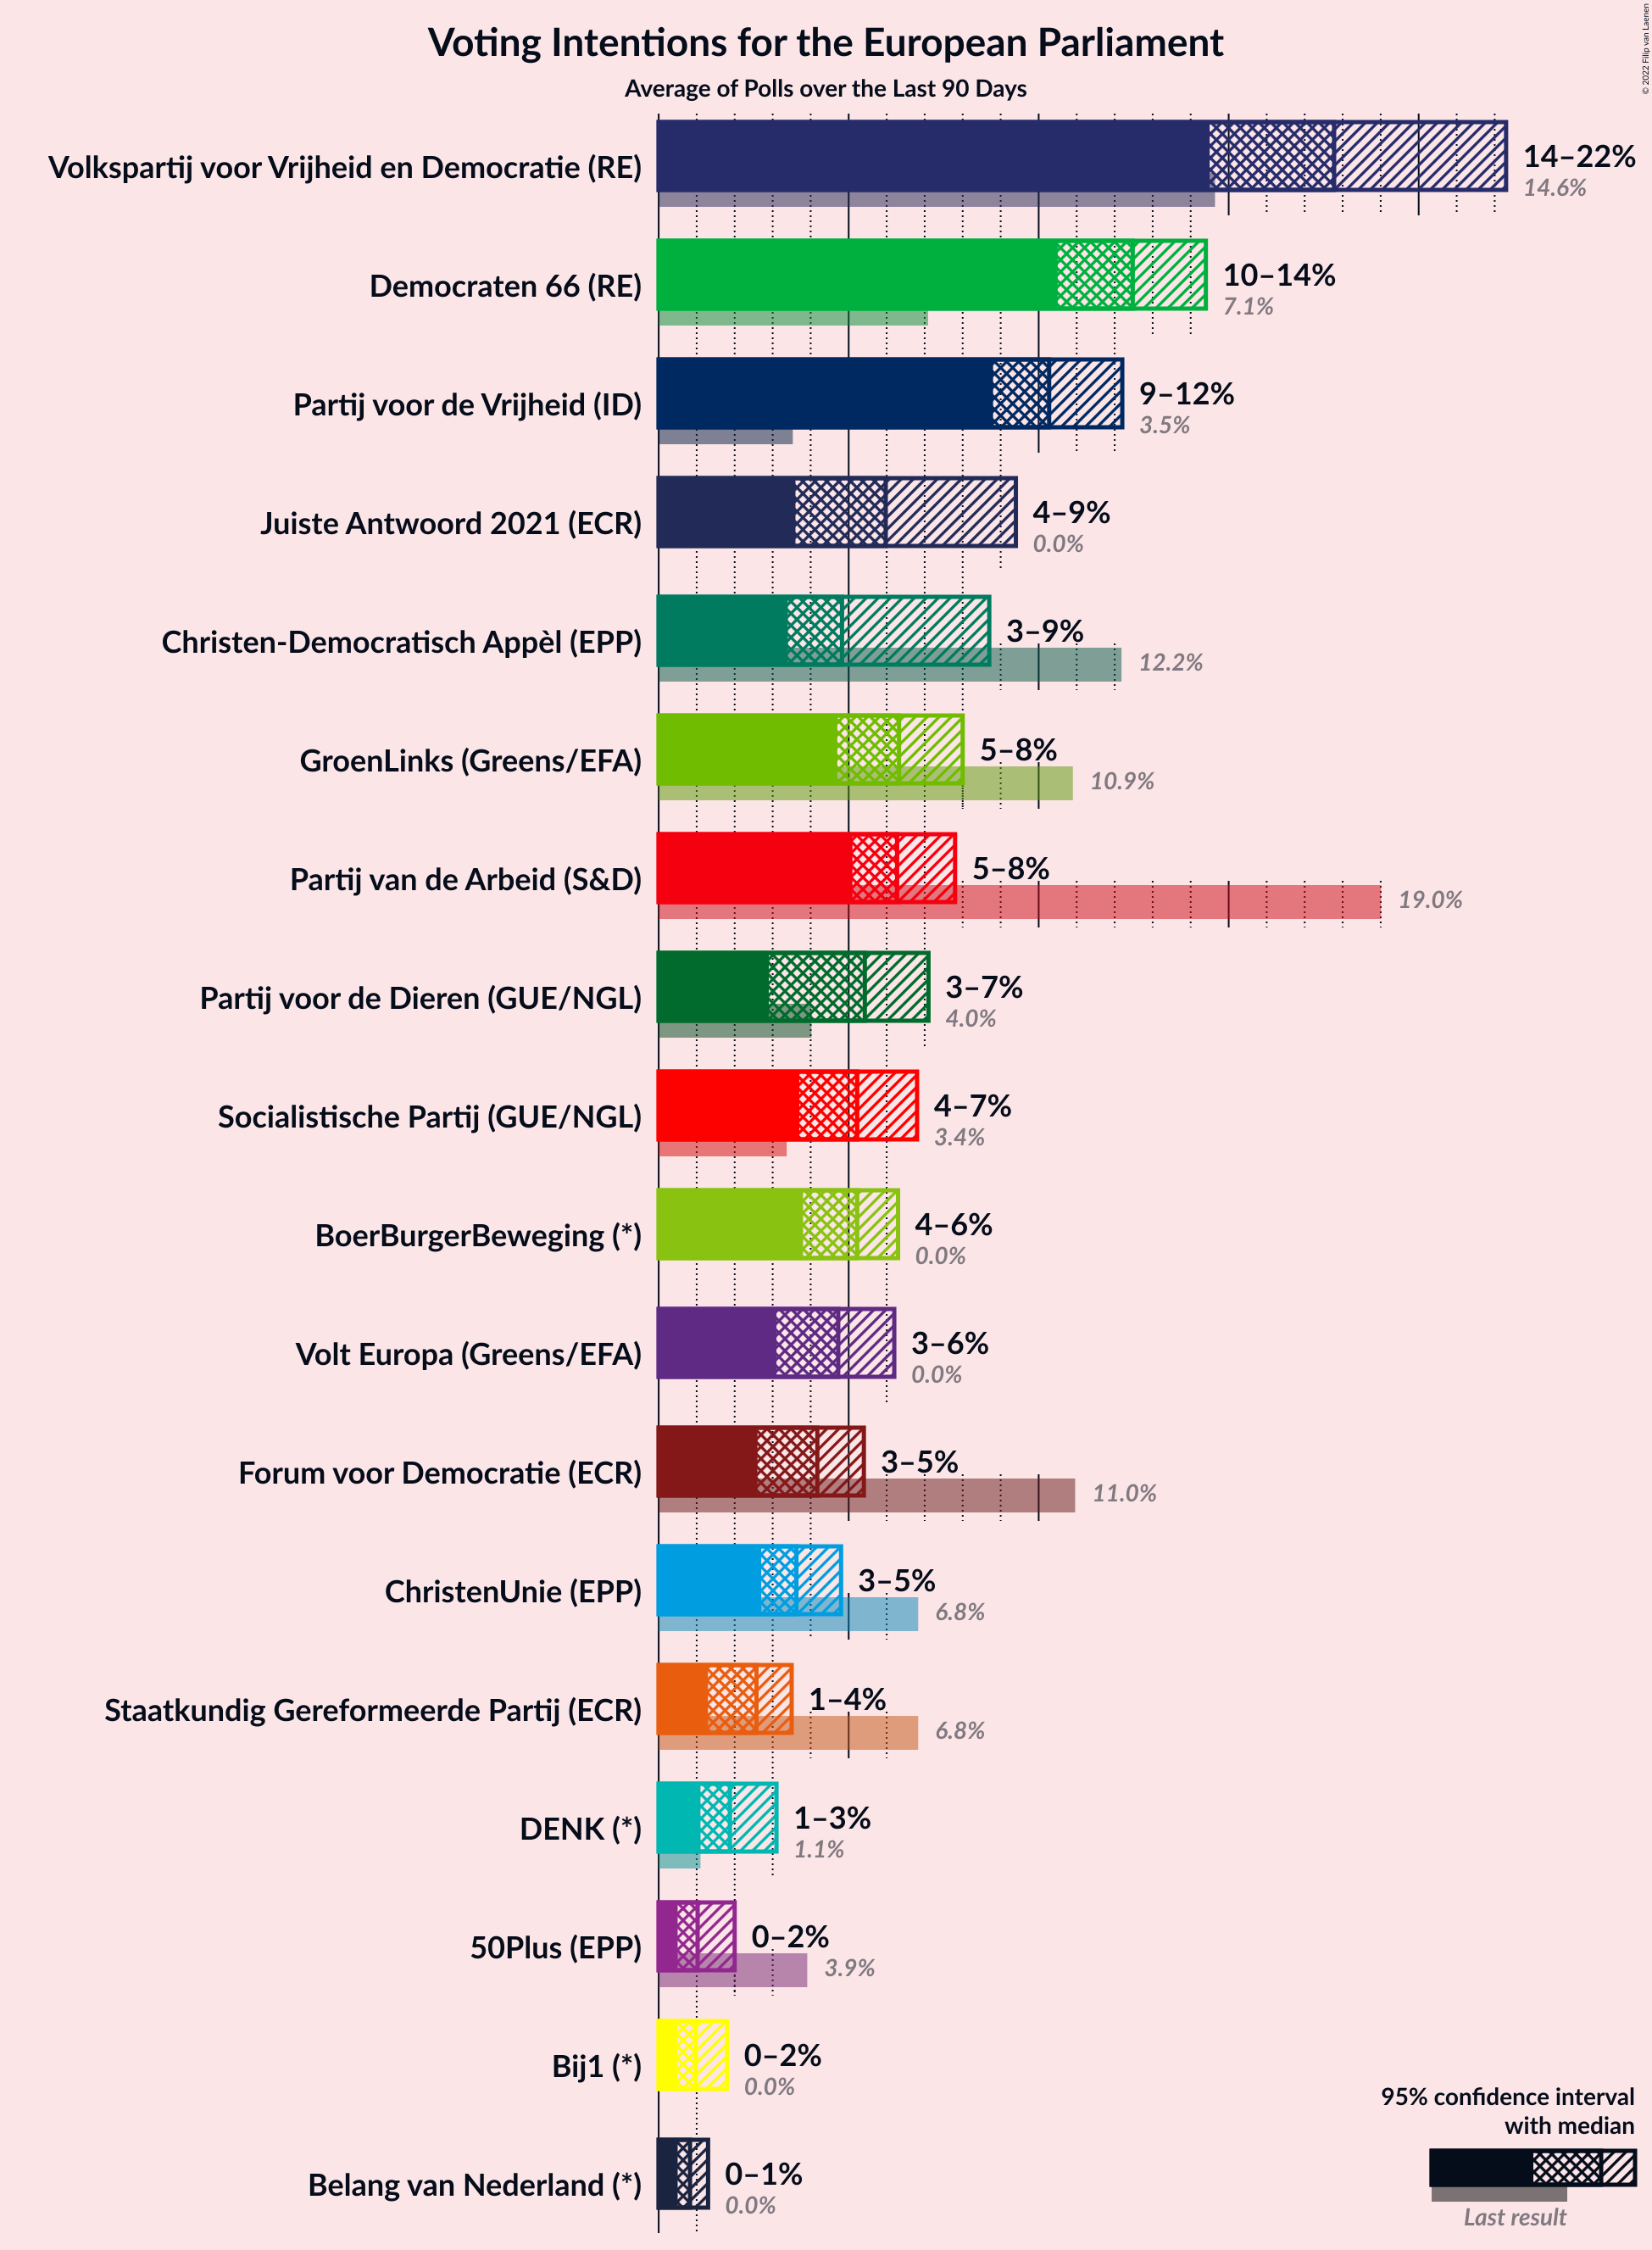 Voting Intentions for the European Parliament
Average of Polls over the Last 90 Days
© 2022 Filip van Laenen
Volkspartij voor Vrijheid en Democratie (RE)
14–22%
14.6%
Democraten 66 (RE)
10–14%
7.1%
Partij voor de Vrijheid (ID)
9–12%
3.5%
Juiste Antwoord 2021 (ECR)
4–9%
0.0%
Christen-Democratisch Appèl (EPP)
3–9%
12.2%
GroenLinks (Greens/EFA)
5–8%
10.9%
Partij van de Arbeid (S&D)
5–8%
19.0%
Partij voor de Dieren (GUE/NGL)
3–7%
4.0%
Socialistische Partij (GUE/NGL)
4–7%
3.4%
BoerBurgerBeweging (*)
4–6%
0.0%
Volt Europa (Greens/EFA)
3–6%
0.0%
Forum voor Democratie (ECR)
3–5%
11.0%
ChristenUnie (EPP)
3–5%
6.8%
Staatkundig Gereformeerde Partij (ECR)
1–4%
6.8%
DENK (*)
1–3%
1.1%
50Plus (EPP)
0–2%
3.9%
Bij1 (*)
0–2%
0.0%
Belang van Nederland (*)
0–1%
0.0%
95% confidence interval
with median
Last result